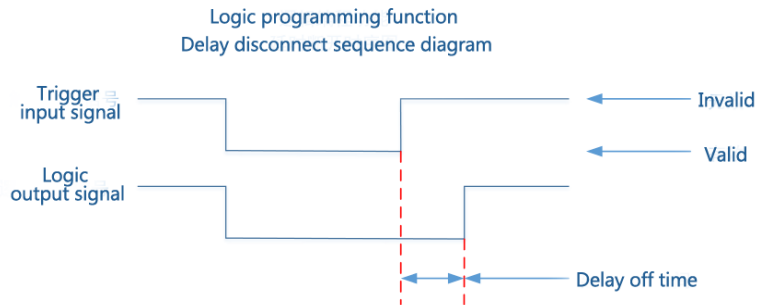 Logic programming function
Delay disconnect sequence diagram
Trigger
input signal
Invalid
Valid
Logic
output signal
Delay off time